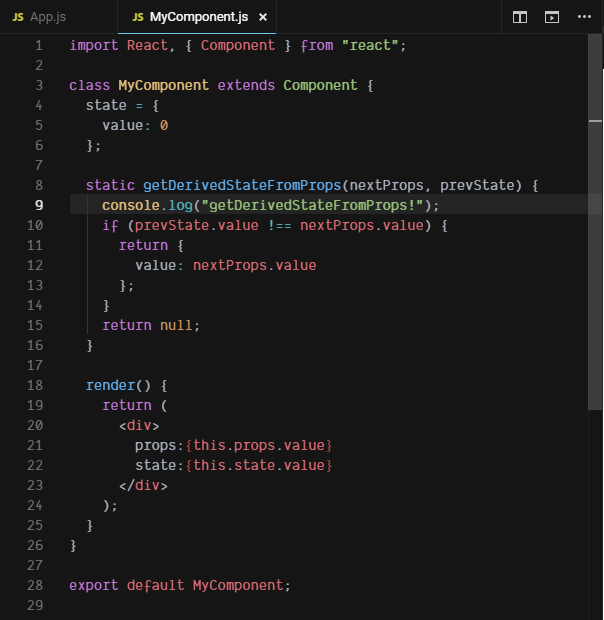 JS App.js JS MyComponent.js ×
1 import React, { Component } from "react";
2
3 class MyComponent extends Component {
4   state = {
5     value: 0
6   };
7
8   static getDerivedStateFromProps(nextProps, prevState) {
9     console.log("getDerivedStateFromProps!");
10     if (prevState.value !== nextProps.value) {
11       return {
12         value: nextProps.value
13       };
14     }
15     return null;
16   }
17
18   render() {
19     return (
20       <div>
21         props:{this.props.value}
22         state:{this.state.value}
23       </div>
24     );
25   }
26 }
27
28 export default MyComponent;
29